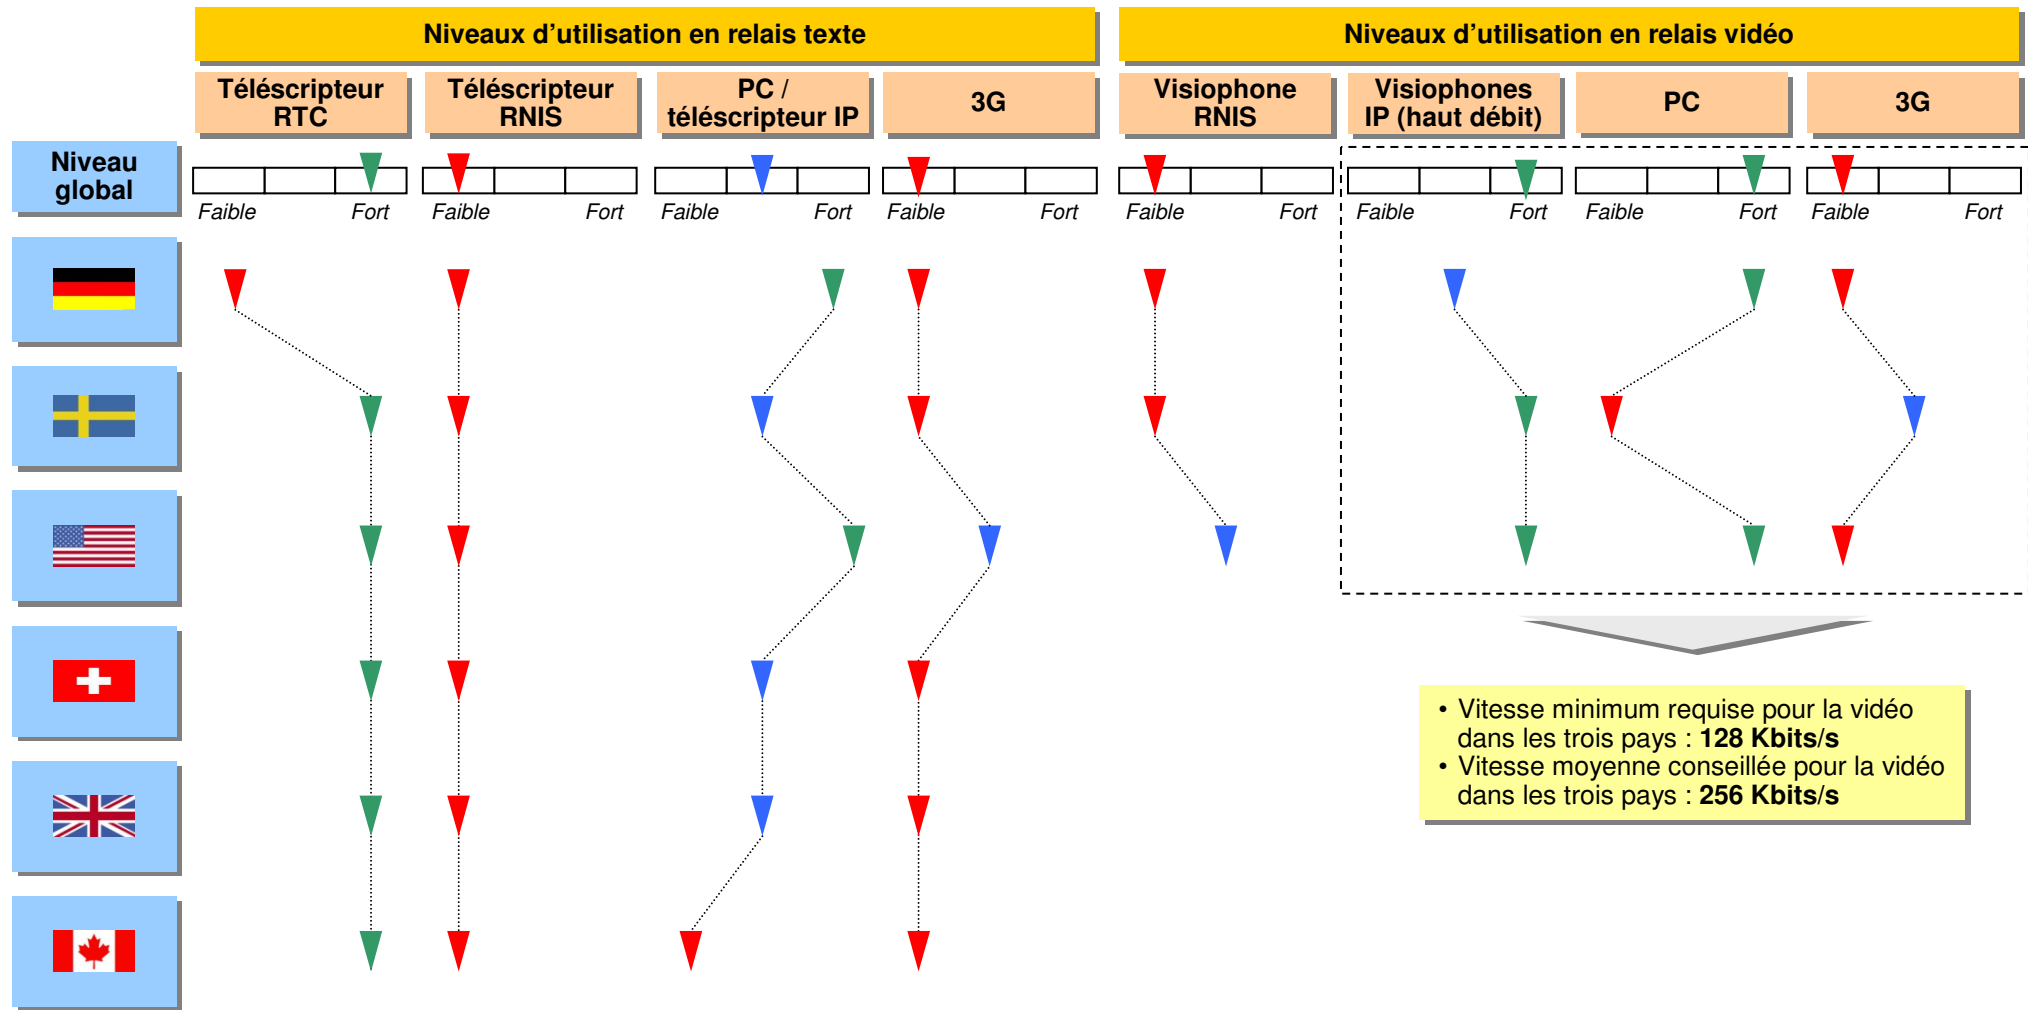 Niveaux d'utilisation en relais texte
Niveaux d'utilisation en relais vidéo
Téléscripteur
RTC
Téléscripteur
RNIS
PC /
téléscripteur IP
3G
Visiophone
RNIS
Visiophones
IP (haut débit)
PC
3G
Niveau
global
Faible Fort Faible Fort Faible Fort Faible Fort Faible Fort Faible Fort Faible Fort Faible Fort
• Vitesse minimum requise pour la vidéo
dans les trois pays : 128 Kbits/s
• Vitesse moyenne conseillée pour la vidéo
dans les trois pays : 256 Kbits/s